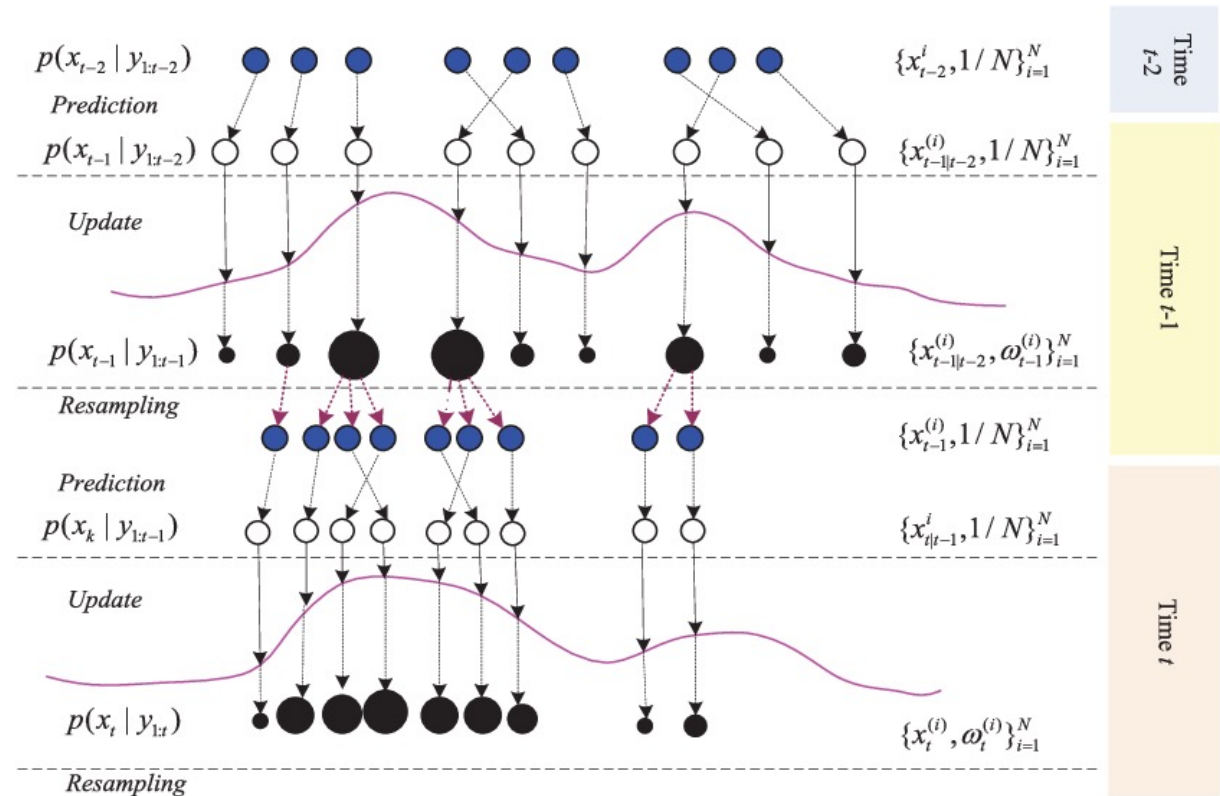 p(x_{t-2} | y_{1:t-2}) {x^i_{t-2}, 1/N}^N_{i=1}
Time
t-2
Prediction
p(x_{t-1} | y_{1:t-2}) {x^{(i)}_{t-1|t-2}, 1/N}^N_{i=1}
Update
Time t-1
p(x_{t-1} | y_{1:t-1}) {x^{(i)}_{t-1|t-2}, ω^{(i)}_{t-1}}^N_{i=1}
Resampling
{x^{(i)}_{t-1}, 1/N}^N_{i=1}
Prediction
p(x_k | y_{1:t-1}) {x^i_{t|t-1}, 1/N}^N_{i=1}
Update
Time t
p(x_t | y_{1:t}) {x^{(i)}_t, ω^{(i)}_t}^N_{i=1}
Resampling